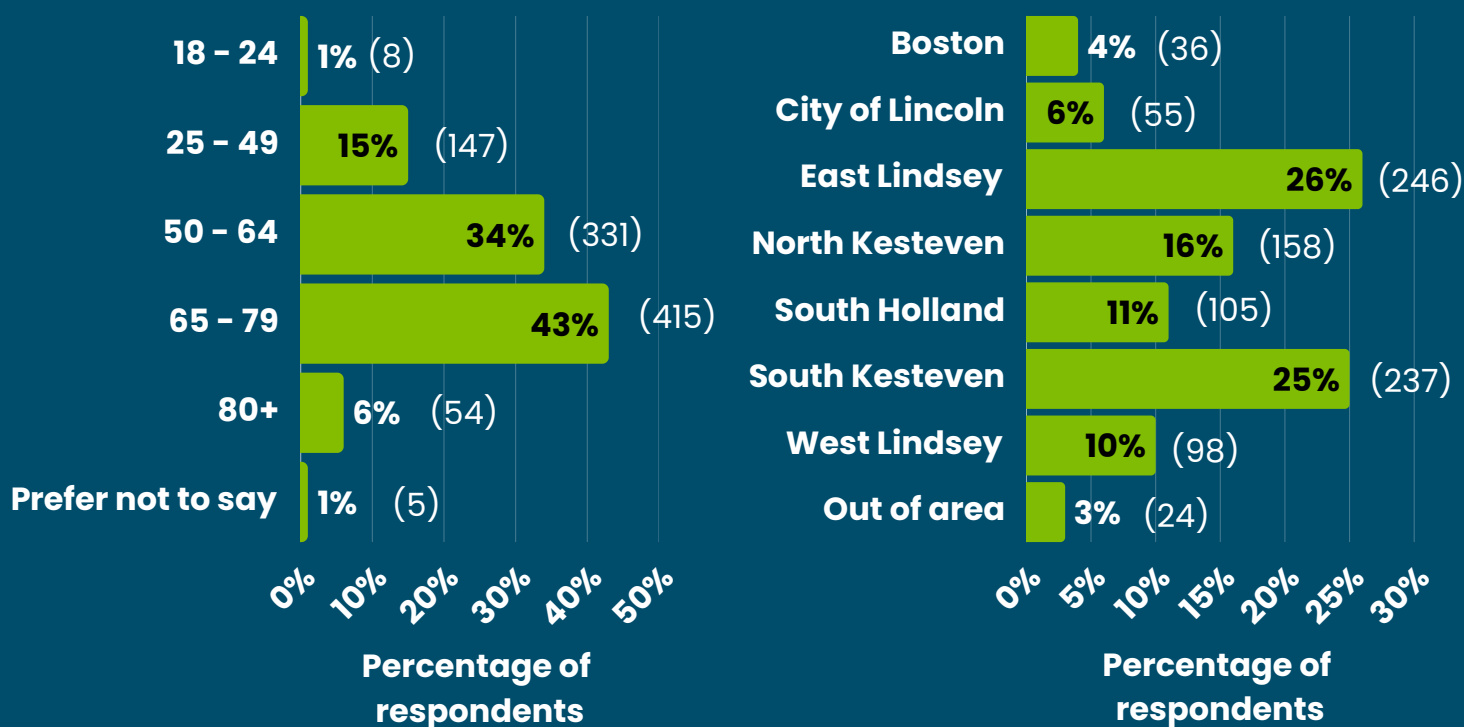 18 – 24 1% (8)
25 – 49 15% (147)
50 – 64 34% (331)
65 – 79 43% (415)
80+ 6% (54)
Prefer not to say 1% (5)
0% 10% 20% 30% 40% 50%
Percentage of
respondents
Boston 4% (36)
City of Lincoln 6% (55)
East Lindsey 26% (246)
North Kesteven 16% (158)
South Holland 11% (105)
South Kesteven 25% (237)
West Lindsey 10% (98)
Out of area 3% (24)
0% 5% 10% 15% 20% 25% 30%
Percentage of
respondents